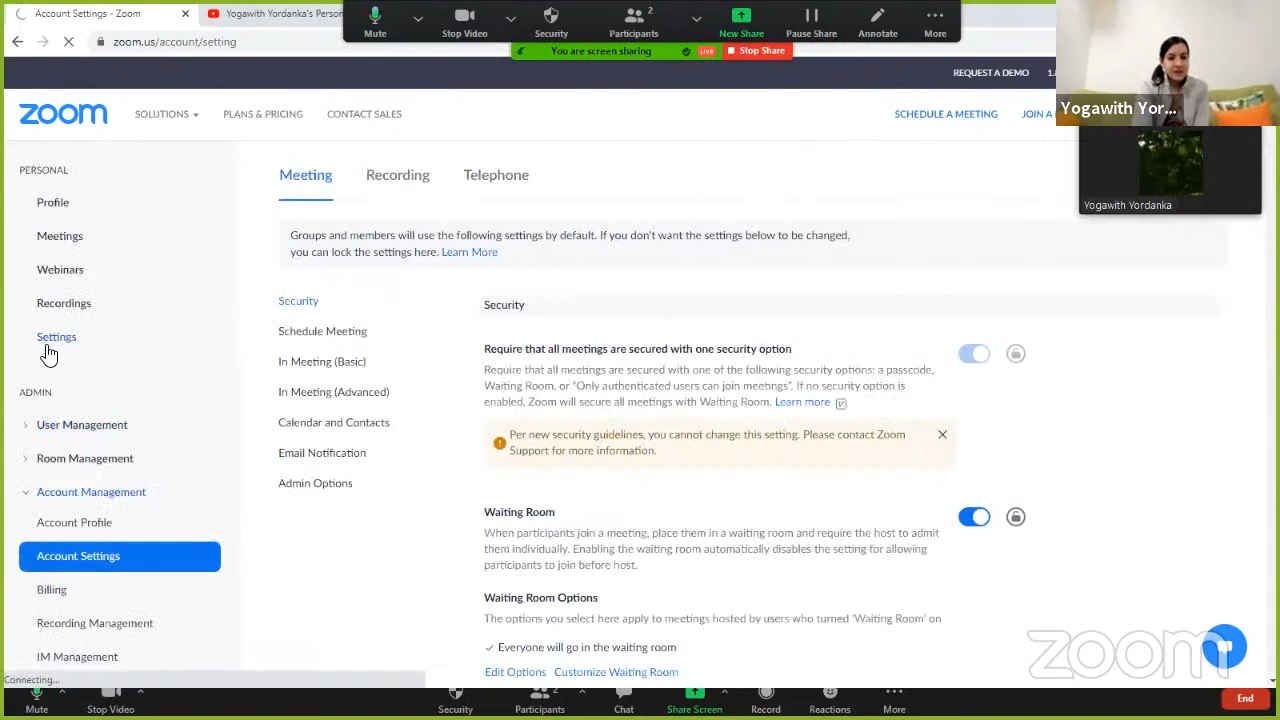 Account Settings - Zoom
Yogawith Yordanka's Person
zoom.us/account/setting
Mute
Stop Video
Security
2
Participants
New Share
Pause Share
Annotate
More
You are screen sharing
LIVE
Stop Share
REQUEST A DEMO
zoom
SOLUTIONS
PLANS & PRICING
CONTACT SALES
SCHEDULE A MEETING
JOIN A
Yogawith Yor...
Yogawith Yordanka
PERSONAL
Profile
Meetings
Webinars
Recordings
Settings
ADMIN
User Management
Room Management
Account Management
Account Profile
Account Settings
Billing
Recording Management
IM Management
Connecting...
Meeting
Recording
Telephone
Groups and members will use the following settings by default. If you don't want the settings below to be changed,
you can lock the settings here. Learn More
Security
Schedule Meeting
In Meeting (Basic)
In Meeting (Advanced)
Calendar and Contacts
Email Notification
Admin Options
Security
Require that all meetings are secured with one security option
Require that all meetings are secured with one of the following security options: a passcode,
Waiting Room, or "Only authenticated users can join meetings". If no security option is
enabled, Zoom will secure all meetings with Waiting Room. Learn more
Per new security guidelines, you cannot change this setting. Please contact Zoom
Support for more information.
Waiting Room
When participants join a meeting, place them in a waiting room and require the host to admit
them individually. Enabling the waiting room automatically disables the setting for allowing
participants to join before host.
Waiting Room Options
The options you select here apply to meetings hosted by users who turned 'Waiting Room' on
Everyone will go in the waiting room
Edit Options Customize Waiting Room
zoom
Mute
Stop Video
Security
Participants
Chat
Share Screen
Record
Reactions
More
End